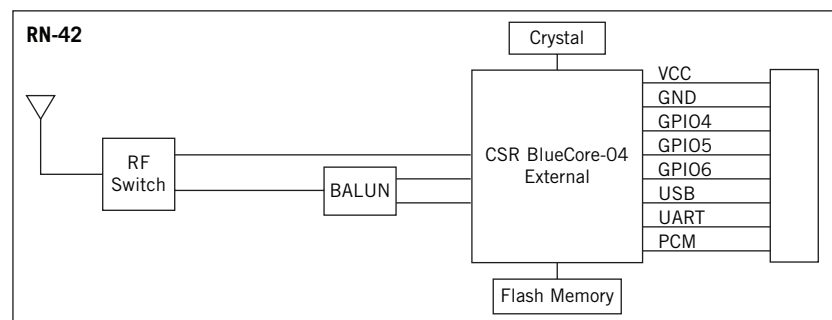 RN-42
Crystal
VCC
GND
GPIO4
GPIO5
GPIO6
USB
UART
PCM
CSR BlueCore-04
External
RF
Switch
BALUN
Flash Memory